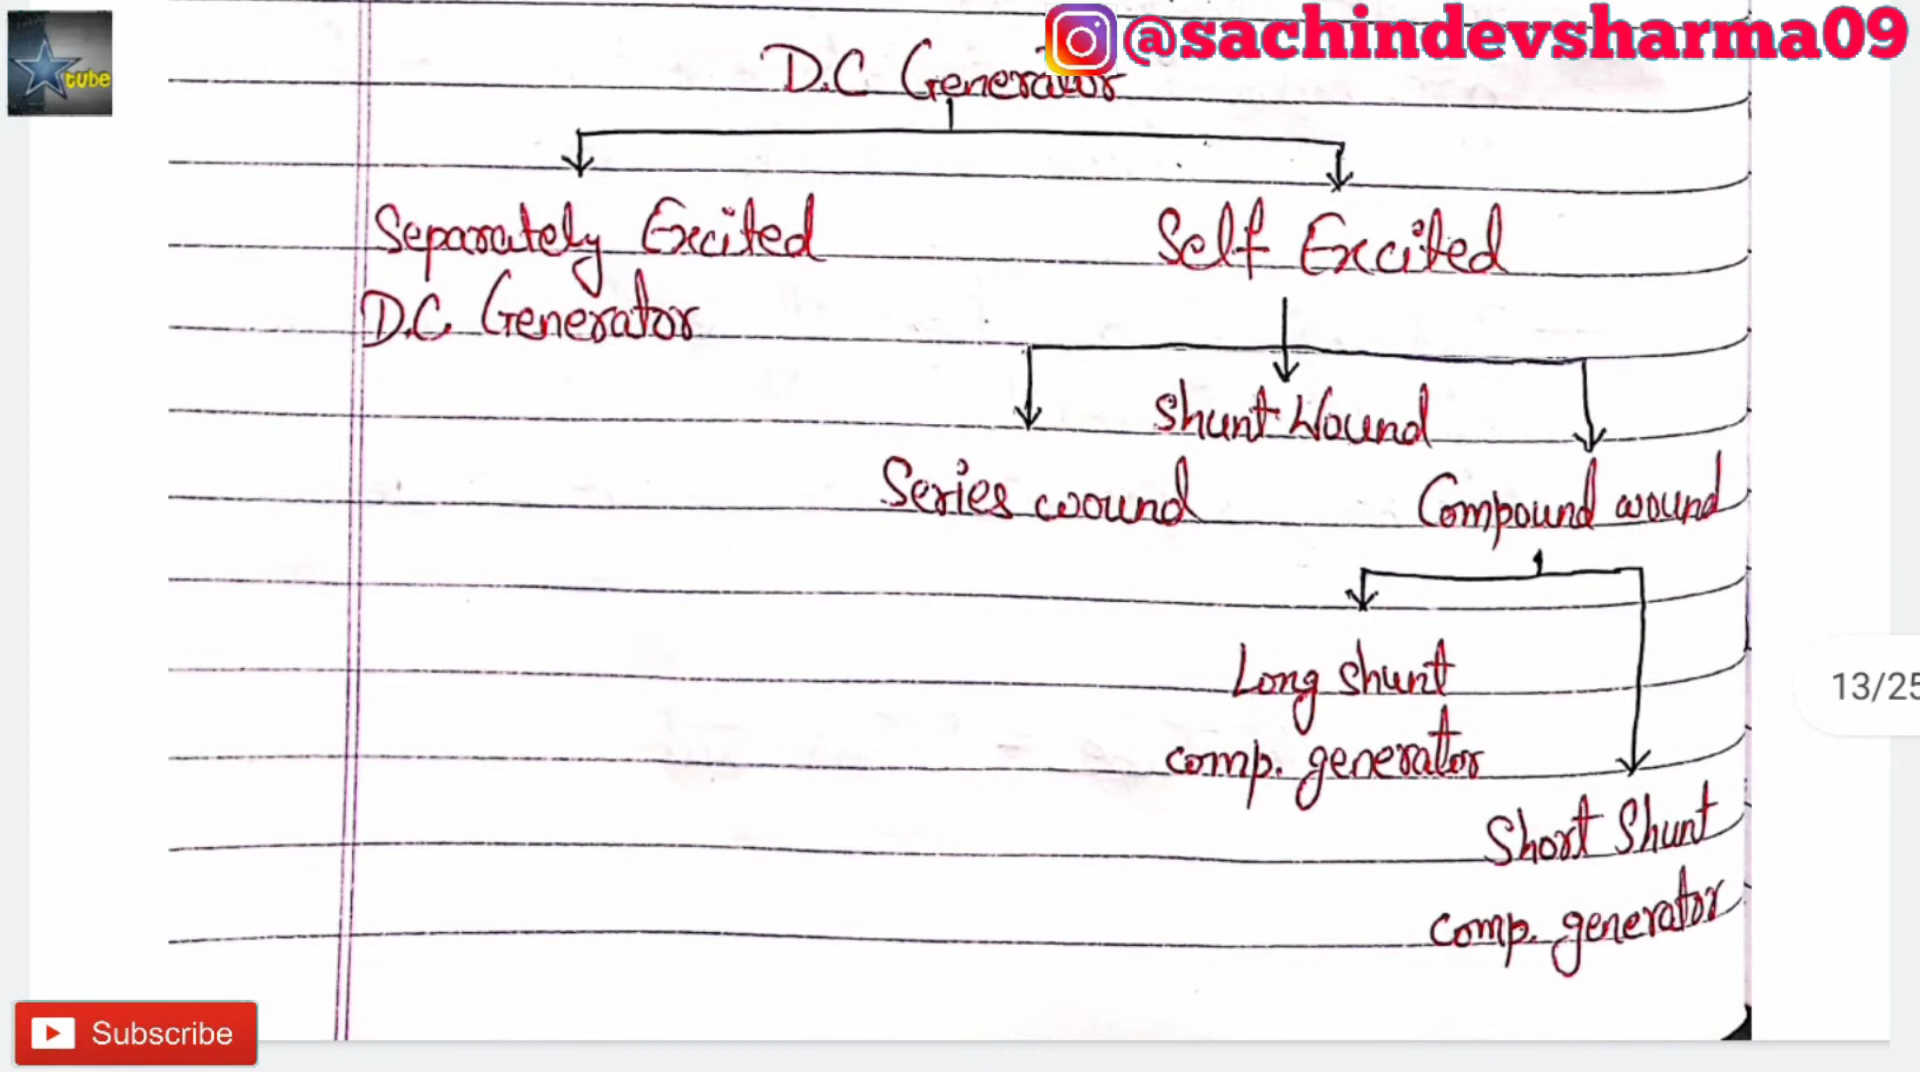 tube
@sachindevsharma09
D.C Generator
Separately Excited
D.C. Generator
Self Excited
Shunt Wound
Series wound
Compound wound
Long Shunt
comp. generator
Short Shunt
comp. generator
13/25
Subscribe